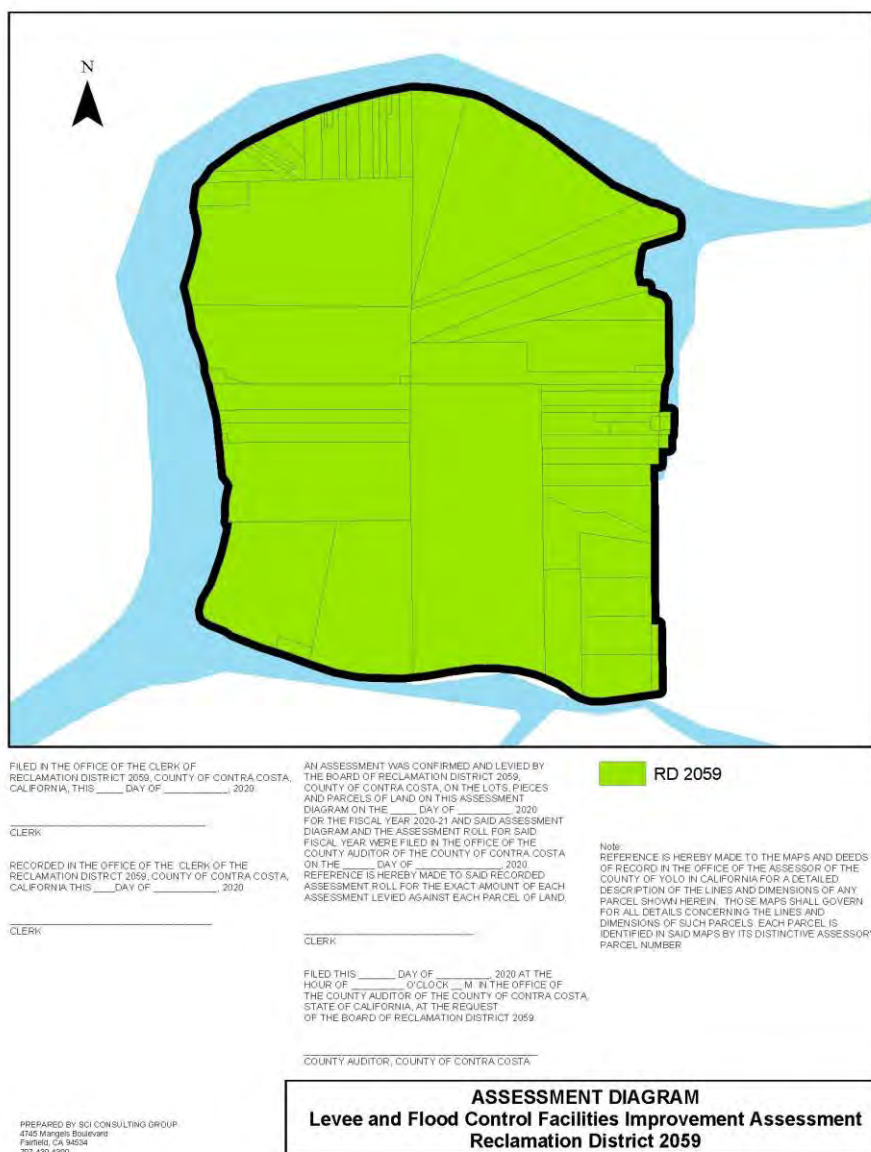 N
FILED IN THE OFFICE OF THE CLERK OF
RECLAMATION DISTRICT 2059, COUNTY OF CONTRA COSTA,
CALIFORNIA, THIS _____ DAY OF ____________, 2020.
CLERK
RECORDED IN THE OFFICE OF THE CLERK OF THE
RECLAMATION DISTRICT 2059, COUNTY OF CONTRA COSTA,
CALIFORNIA THIS ____DAY OF ____________, 2020
CLERK
AN ASSESSMENT WAS CONFIRMED AND LEVIED BY
THE BOARD OF RECLAMATION DISTRICT 2059,
COUNTY OF CONTRA COSTA, ON THE LOTS, PIECES
AND PARCELS OF LAND ON THIS ASSESSMENT
DIAGRAM ON THE _____ DAY OF __________, 2020
FOR THE FISCAL YEAR 2020-21 AND SAID ASSESSMENT
DIAGRAM AND THE ASSESSMENT ROLL FOR SAID
FISCAL YEAR WERE FILED IN THE OFFICE OF THE
COUNTY AUDITOR OF THE COUNTY OF CONTRA COSTA
ON THE ______ DAY OF ________________, 2020.
REFERENCE IS HEREBY MADE TO SAID RECORDED
ASSESSMENT ROLL FOR THE EXACT AMOUNT OF EACH
ASSESSMENT LEVIED AGAINST EACH PARCEL OF LAND.
CLERK
FILED THIS _______ DAY OF __________, 2020 AT THE
HOUR OF __________ O'CLOCK __ M. IN THE OFFICE OF
THE COUNTY AUDITOR OF THE COUNTY OF CONTRA COSTA,
STATE OF CALIFORNIA, AT THE REQUEST
OF THE BOARD OF RECLAMATION DISTRICT 2059.
COUNTY AUDITOR, COUNTY OF CONTRA COSTA
RD 2059
Note:
REFERENCE IS HEREBY MADE TO THE MAPS AND DEEDS
OF RECORD IN THE OFFICE OF THE ASSESSOR OF THE
COUNTY OF YOLO IN CALIFORNIA FOR A DETAILED
DESCRIPTION OF THE LINES AND DIMENSIONS OF ANY
PARCEL SHOWN HEREIN. THOSE MAPS SHALL GOVERN
FOR ALL DETAILS CONCERNING THE LINES AND
DIMENSIONS OF SUCH PARCELS. EACH PARCEL IS
IDENTIFIED IN SAID MAPS BY ITS DISTINCTIVE ASSESSOR'
PARCEL NUMBER
PREPARED BY SCI CONSULTING GROUP
4745 Mangels Boulevard
Fairfield, CA 94534
ASSESSMENT DIAGRAM
Levee and Flood Control Facilities Improvement Assessment
Reclamation District 2059